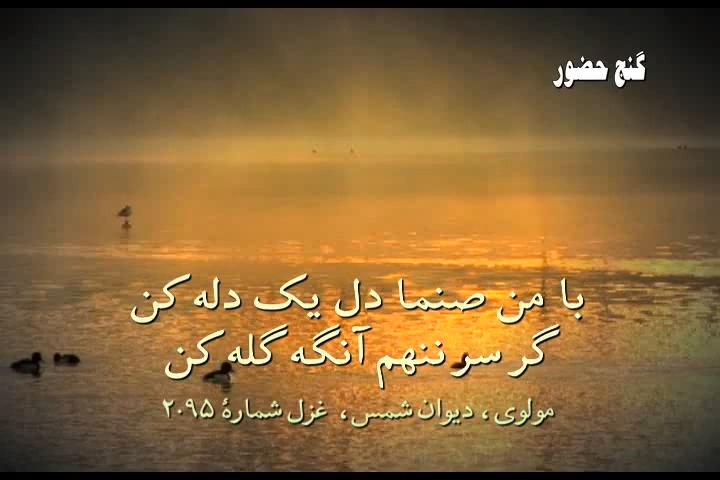 گنج حضور
با من صنما دل یک دله کن
گر سر ننهم آنگه گله کن
مولوی، دیوان شمس، غزل شمارهٔ ۲۰۹۵